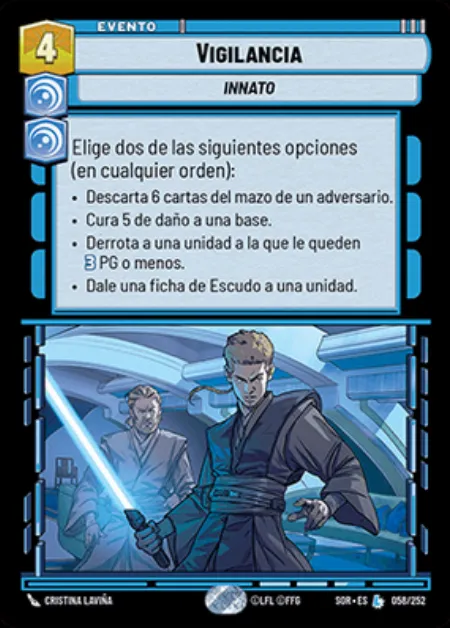 EVENTO
4
VIGILANCIA
INNATO
Elige dos de las siguientes opciones
(en cualquier orden):
• Descarta 6 cartas del mazo de un adversario.
• Cura 5 de daño a una base.
• Derrota a una unidad a la que le queden
3 PG o menos.
• Dale una ficha de Escudo a una unidad.
CRISTINA LAVIÑA
©LFL ©FFG
SOR • ES L 058/252